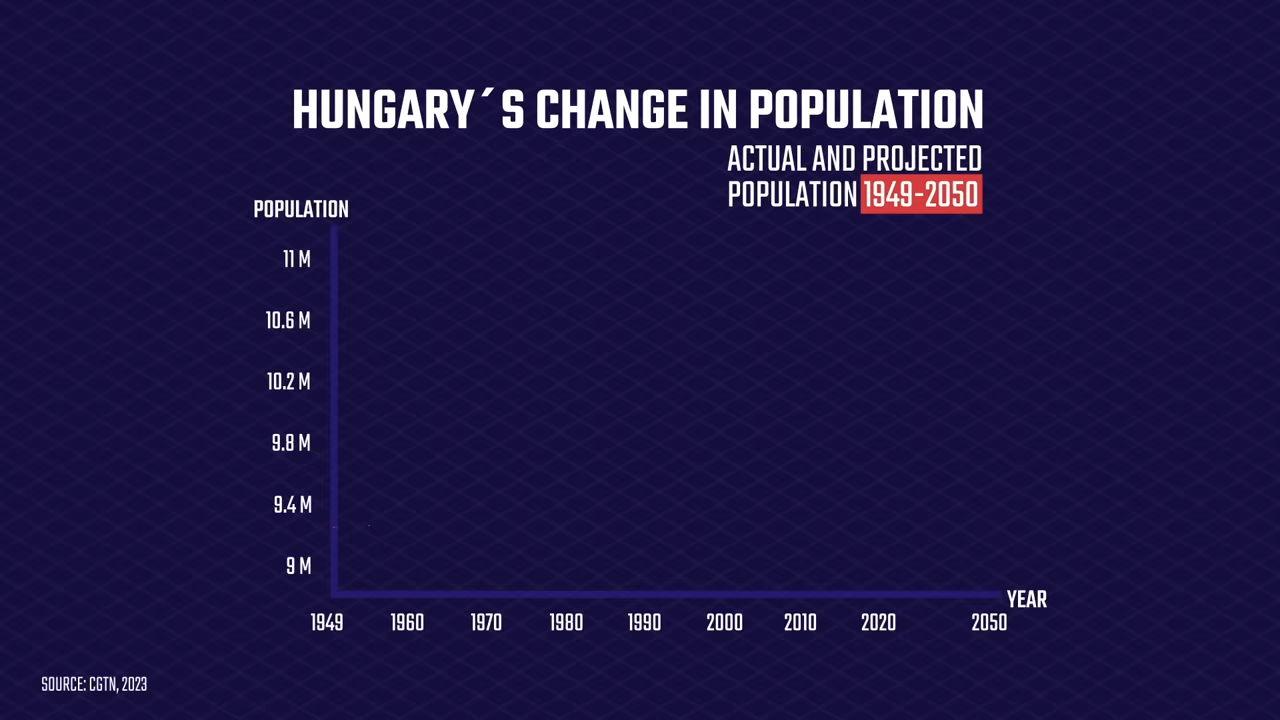 HUNGARY´S CHANGE IN POPULATION
ACTUAL AND PROJECTED
POPULATION 1949-2050
POPULATION
11 M
10.6 M
10.2 M
9.8 M
9.4 M
9 M
1949 1960 1970 1980 1990 2000 2010 2020 2050
YEAR
SOURCE: CGTN, 2023